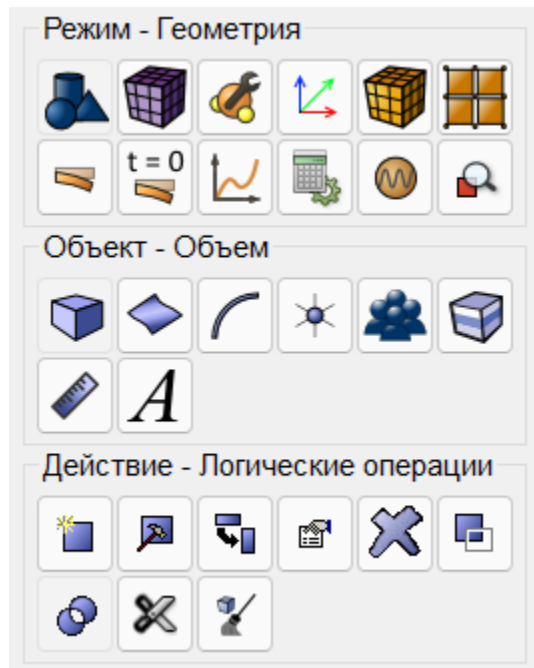 Режим - Геометрия
t = 0
Объект - Объем
A
Действие - Логические операции